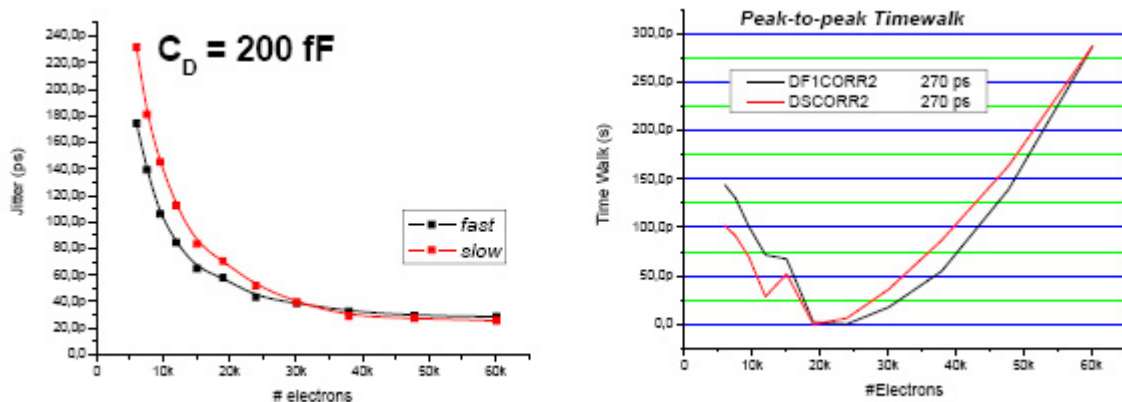 C_D = 200 fF
240,0p
220,0p
200,0p
180,0p
160,0p
140,0p
120,0p
100,0p
80,0p
60,0p
40,0p
20,0p
0,0
Jitter (ps)
fast
slow
0 10k 20k 30k 40k 50k 60k
# electrons
Peak-to-peak Timewalk
300,0p
250,0p
200,0p
150,0p
100,0p
50,0p
0,0
Time Walk (s)
DF1CORR2 270 ps
DSCORR2 270 ps
0 10k 20k 30k 40k 50k 60k
#Electrons